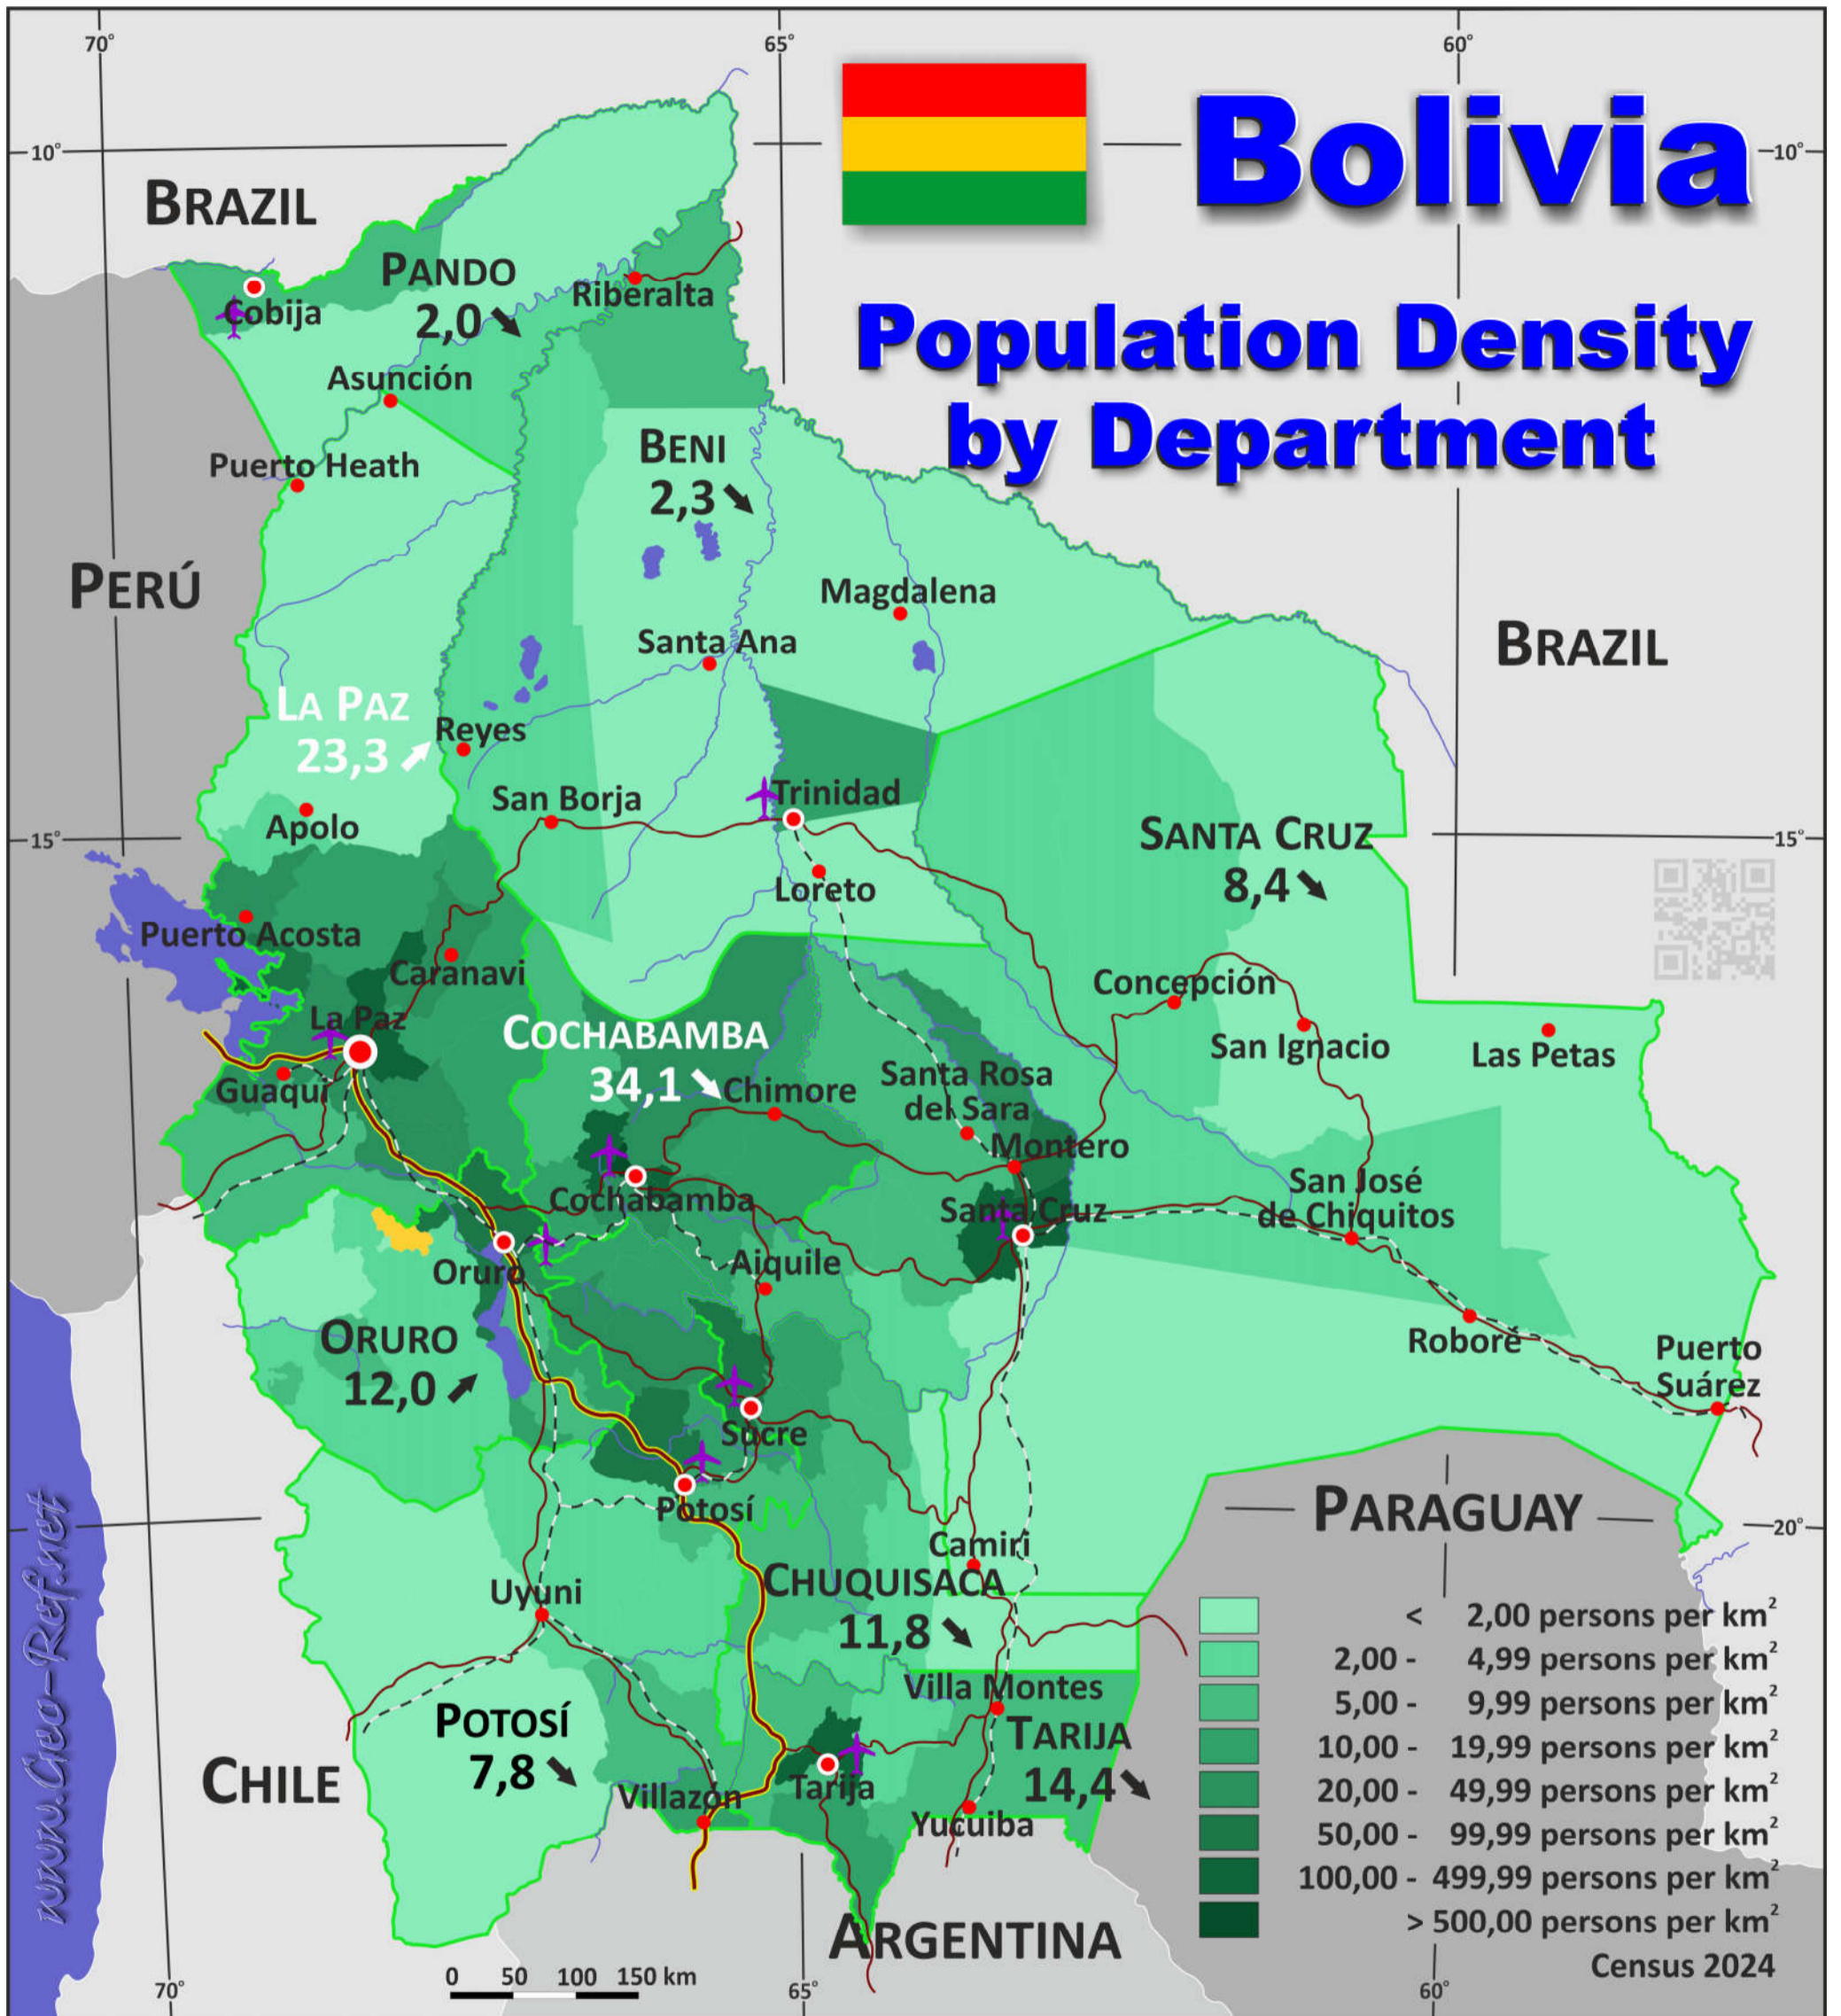 70°
65°
60°
10°
10°
Bolivia
Population Density
by Department
BRAZIL
PANDO
2,0
Cobija
Riberalta
Asunción
Puerto Heath
BENI
2,3
PERÚ
Magdalena
Santa Ana
BRAZIL
LA PAZ
23,3
Reyes
San Borja
Trinidad
Apolo
15°
15°
SANTA CRUZ
8,4
Loreto
Puerto Acosta
Caranavi
Concepción
La Paz
COCHABAMBA
34,1
San Ignacio
Las Petas
Guaqui
Chimore
Santa Rosa
del Sara
Montero
Cochabamba
San José
de Chiquitos
Santa Cruz
Oruro
Aiquile
ORURO
12,0
Roboré
Puerto
Suárez
Sucre
Potosí
PARAGUAY
20°
Camiri
CHUQUISACA
11,8
Uyuni
Villa Montes
POTOSÍ
7,8
TARIJA
14,4
CHILE
Villazón
Tarija
Yucuiba
ARGENTINA
< 2,00 persons per km²
2,00 - 4,99 persons per km²
5,00 - 9,99 persons per km²
10,00 - 19,99 persons per km²
20,00 - 49,99 persons per km²
50,00 - 99,99 persons per km²
100,00 - 499,99 persons per km²
> 500,00 persons per km²
Census 2024
0 50 100 150 km
70°
65°
60°
www.Geo-Ref.net